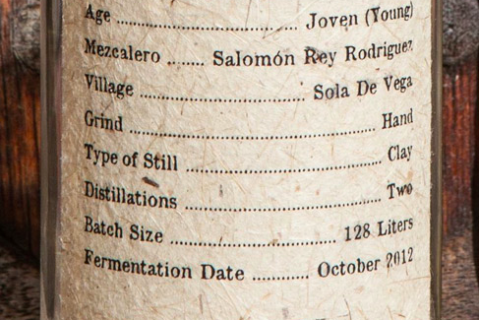 Age ........................................ Joven (Young)
Mezcalero ....... Salomón Rey Rodriguez
Village .................................... Sola De Vega
Grind ...................................................... Hand
Type of Still .......................................... Clay
Distillations .......................................... Two
Batch Size .................................... 128 Liters
Fermentation Date ............ October 2012